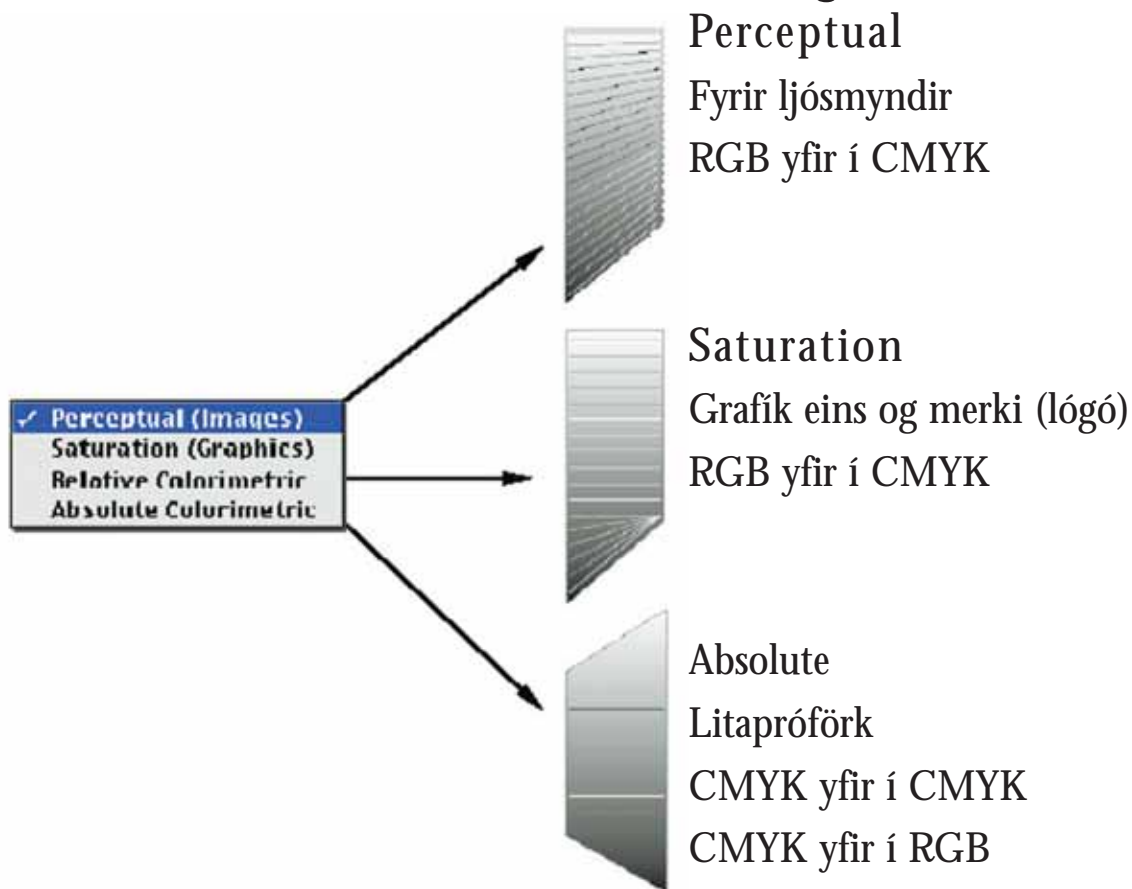 Perceptual
Fyrir ljósmyndir
RGB yfir í CMYK
Saturation
Grafík eins og merki (lógó)
RGB yfir í CMYK
✓ Perceptual (Images)
Saturation (Graphics)
Relative Colorimetric
Absolute Colorimetric
Absolute
Litapróförk
CMYK yfir í CMYK
CMYK yfir í RGB